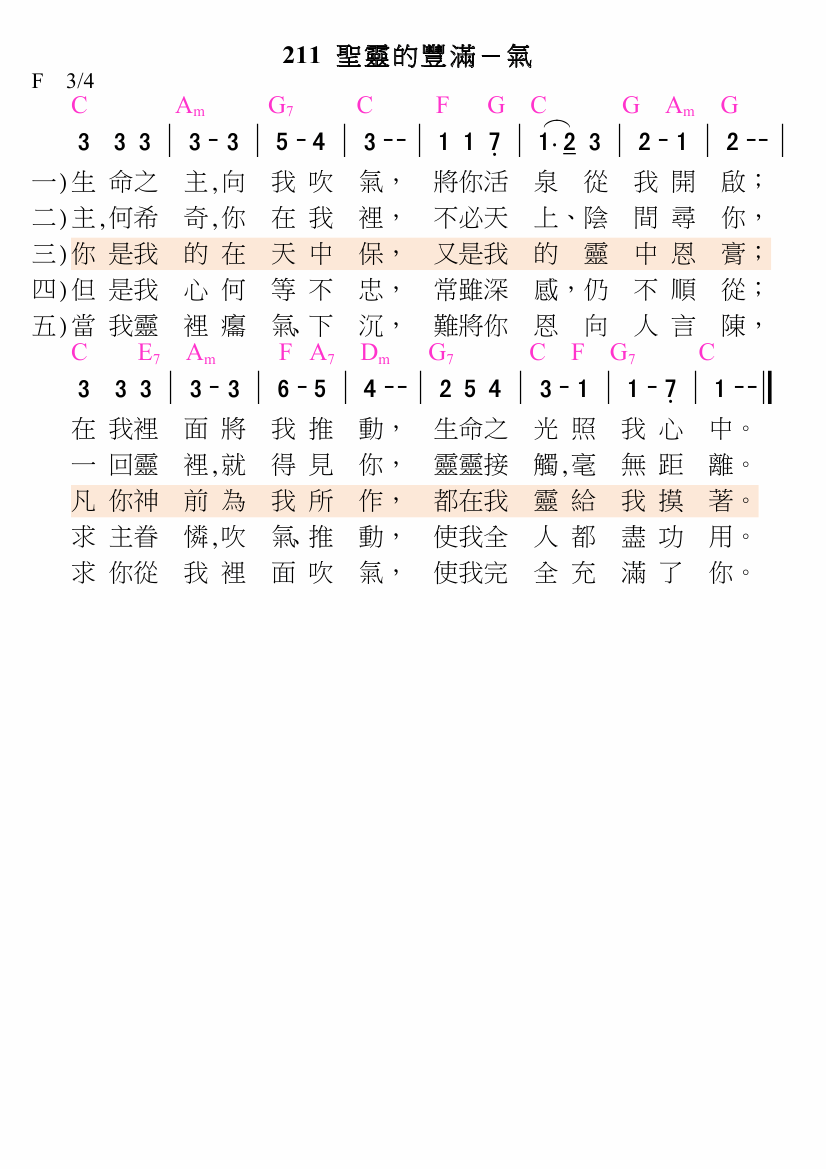 211 聖靈的豐滿－氣
F 3/4
C Am G7 C F G C G Am G
3 3 3 | 3 - 3 | 5 - 4 | 3 - - | 1 1 7̣ | 1. 2 3 | 2 - 1 | 2 - - |
一)生命之主,向我吹氣，將你活泉從我開啟；
二)主,何希奇,你在我裡，不必天上、陰間尋你，
三)你是我的在天中保，又是我的靈中恩膏；
四)但是我心何等不忠，常雖深感，仍不順從；
五)當我靈裡癟氣、下沉，難將你恩向人言陳，
C E7 Am F A7 Dm G7 C F G7 C
3 3 3 | 3 - 3 | 6 - 5 | 4 - - | 2 5 4 | 3 - 1 | 1 - 7̣ | 1 - - ‖
在我裡面將我推動，生命之光照我心中。
一回靈裡,就得見你，靈靈接觸,毫無距離。
凡你神前為我所作，都在我靈給我摸著。
求主眷憐,吹氣、推動，使我全人都盡功用。
求你從我裡面吹氣，使我完全充滿了你。